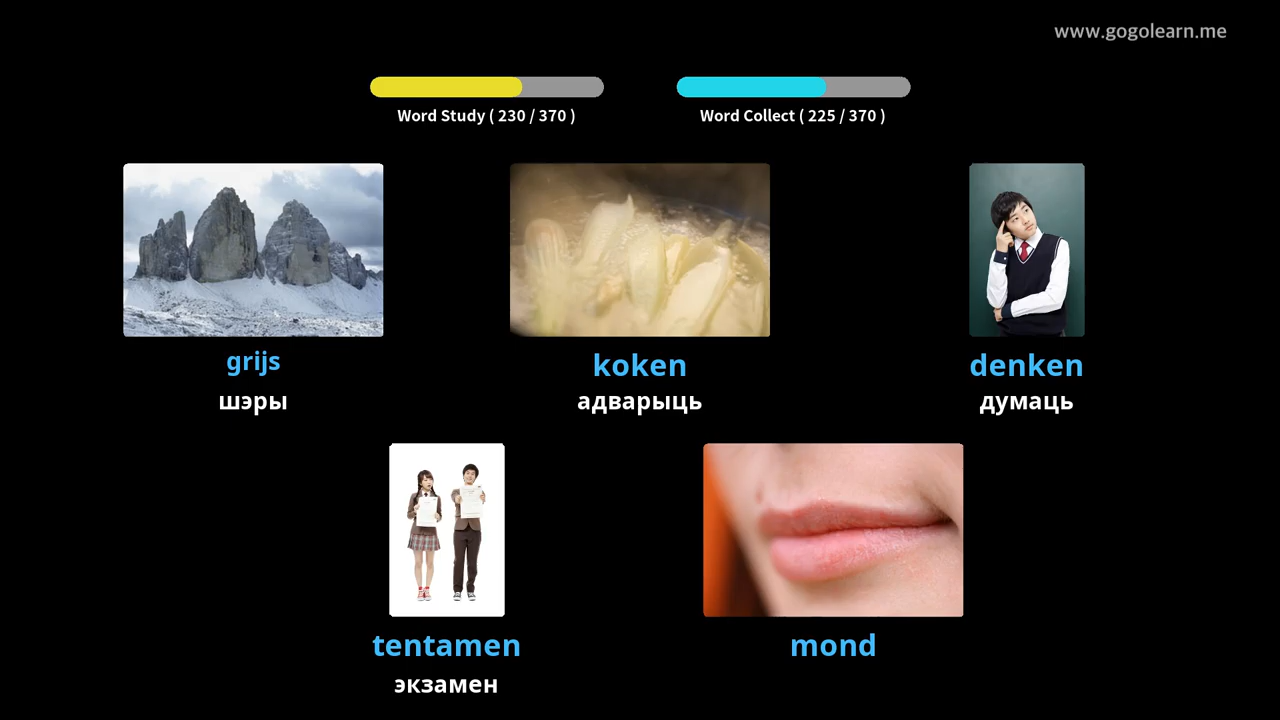 www.gogolearn.me
Word Study ( 230 / 370 )
Word Collect ( 225 / 370 )
grijs
шэры
koken
адварыць
denken
думаць
tentamen
экзамен
mond